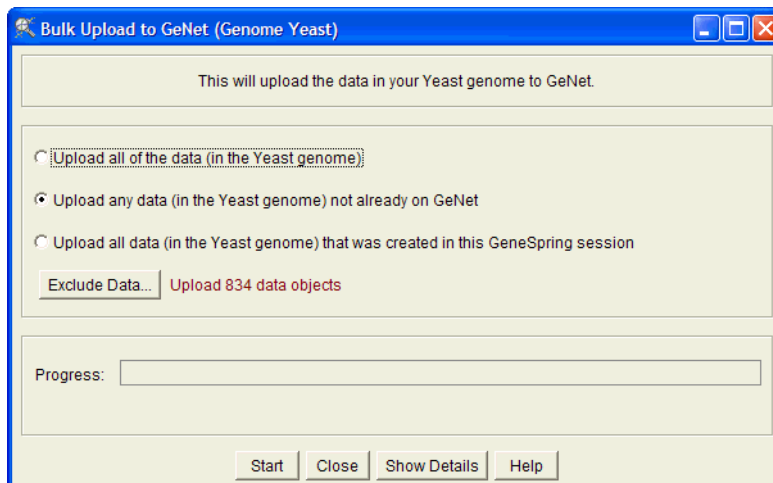 Bulk Upload to GeNet (Genome Yeast)
This will upload the data in your Yeast genome to GeNet.
Upload all of the data (in the Yeast genome)
Upload any data (in the Yeast genome) not already on GeNet
Upload all data (in the Yeast genome) that was created in this GeneSpring session
Exclude Data... Upload 834 data objects
Progress:
Start Close Show Details Help